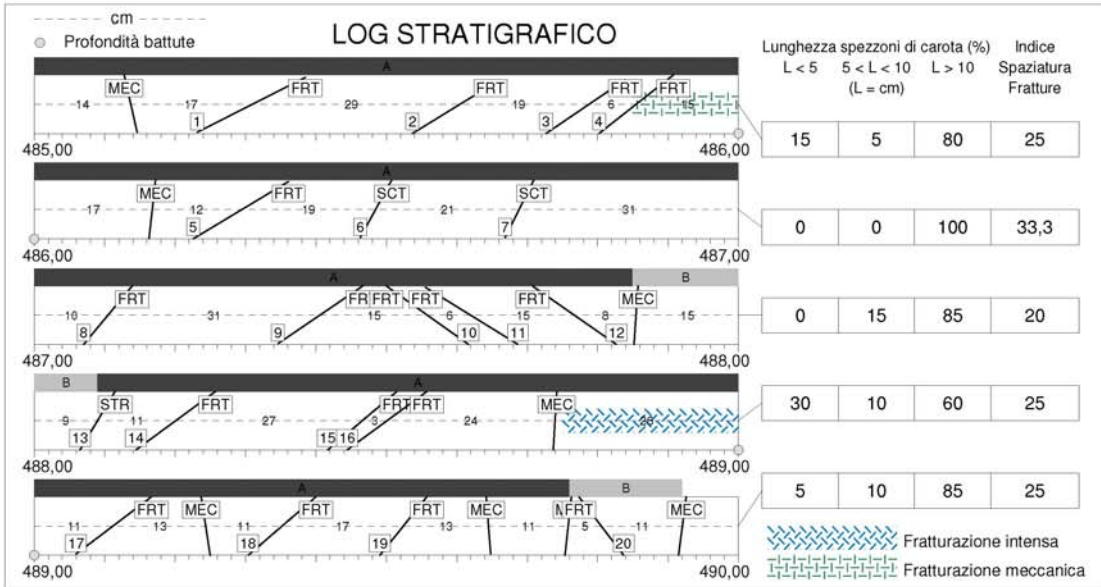 cm
Profondità battute
LOG STRATIGRAFICO
Lunghezza spezzoni di carota (%)
L < 5
5 < L < 10
L > 10
(L = cm)
Indice
Spaziatura
Fratture
A
MEC FRT FRT FRT FRT
14 17 29 19 6 15
1 2 3 4
485,00 486,00
15 5 80 25
A
MEC FRT SCT SCT
17 12 19 21 31
5 6 7
486,00 487,00
0 0 100 33,3
A B
FRT FRT FRT FRT MEC
10 31 15 6 15 8 15
8 9 10 11 12
487,00 488,00
0 15 85 20
B A
STR FRT FRT FRT MEC
9 11 27 3 24 26
13 14 15 16
488,00 489,00
30 10 60 25
A B
FRT MEC FRT FRT MEC FRT MEC
11 13 11 17 13 11 5 11
17 18 19 20
489,00 490,00
5 10 85 25
Fratturazione intensa
Fratturazione meccanica